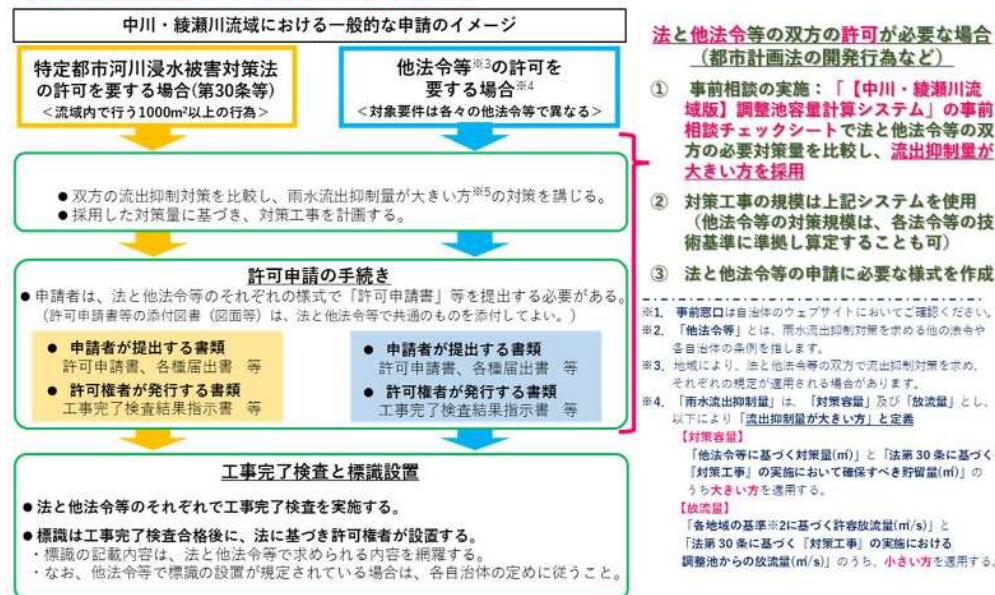 中川・綾瀬川流域における一般的な申請のイメージ
特定都市河川浸水被害対策法
の許可を要する場合(第30条等)
<流域内で行う1000m²以上の行為>
他法令等※3の許可を
要する場合※4
<対象要件は各々の他法令等で異なる>
● 双方の流出抑制対策を比較し、雨水流出抑制量が大きい方※5の対策を講じる。
● 採用した対策量に基づき、対策工事を計画する。
許可申請の手続き
● 申請者は、法と他法令等のそれぞれの様式で「許可申請書」等を提出する必要がある。
（許可申請書等の添付図書（図面等）は、法と他法令等で共通のものを添付してよい。）
● 申請者が提出する書類
許可申請書、各種届出書 等
● 許可権者が発行する書類
工事完了検査結果指示書 等
● 申請者が提出する書類
許可申請書、各種届出書 等
● 許可権者が発行する書類
工事完了検査結果指示書 等
工事完了検査と標識設置
● 法と他法令等のそれぞれで工事完了検査を実施する。
● 標識は工事完了検査合格後に、法に基づき許可権者が設置する。
・標識の記載内容は、法と他法令等で求められる内容を網羅する。
・なお、他法令等で標識の設置が規定されている場合は、各自治体の定めに従うこと。
法と他法令等の双方の許可が必要な場合
（都市計画法の開発行為など）
① 事前相談の実施：「【中川・綾瀬川流
域版】調整池容量計算システム」の事前
相談チェックシートで法と他法令等の双
方の必要対策量を比較し、流出抑制量が
大きい方を採用
② 対策工事の規模は上記システムを使用
（他法令等の対策規模は、各法令等の技
術基準に準拠し算定することも可）
③ 法と他法令等の申請に必要な様式を作成
※1. 事前窓口は自治体のウェブサイトにおいてご確認ください。
※2. 「他法令等」とは、雨水流出抑制対策を求める他の法令や
各自治体の条例を指します。
※3. 地域により、法と他法令等の双方で流出抑制対策を求め、
それぞれの規定が適用される場合があります。
※4. 「雨水流出抑制量」は、「対策容量」及び「放流量」とし、
以下により「流出抑制量が大きい方」と定義
【対策容量】
「他法令等に基づく対策量(㎥)」と「法第30条に基づく
『対策工事』の実施において確保すべき貯留量(㎥)」の
うち大きい方を適用する。
【放流量】
「各地域の基準※2に基づく許容放流量(㎥/s)」と
「法第30条に基づく『対策工事』の実施における
調整池からの放流量(㎥/s)」のうち、小さい方を適用する。